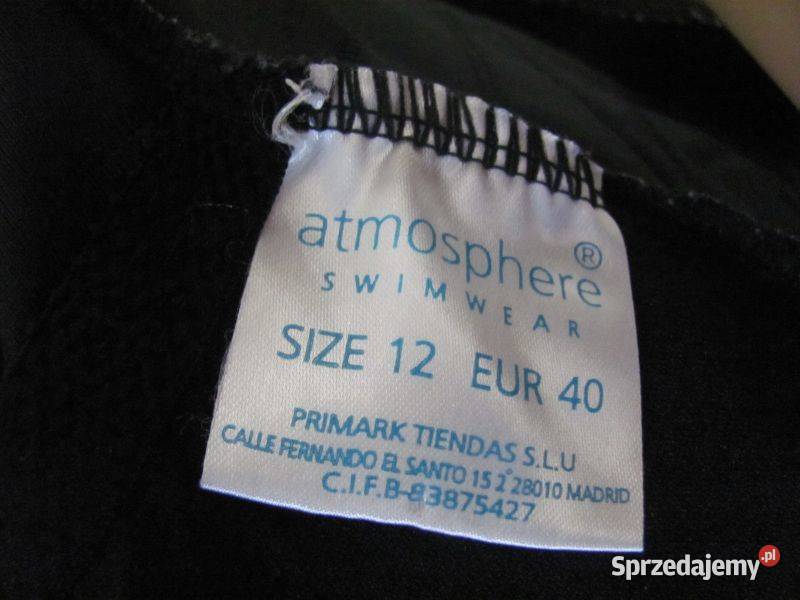 atmosphere®
SWIMWEAR
SIZE 12 EUR 40
PRIMARK TIENDAS S.L.U
CALLE FERNANDO EL SANTO 15 2° 28010 MADRID
C.I.F.B-83875427
Sprzedajemy.pl